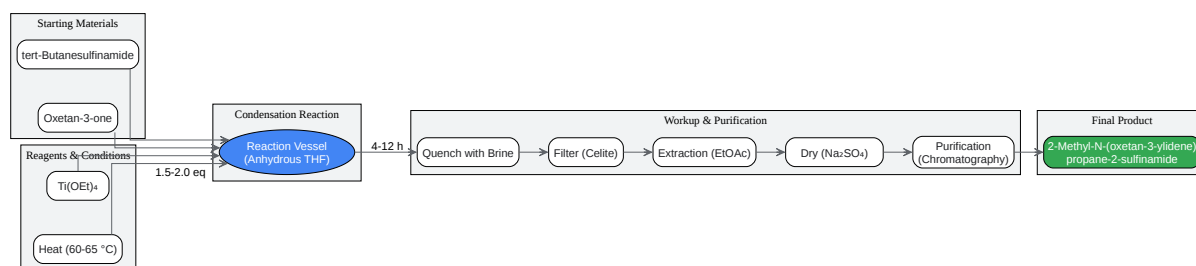 Starting Materials
tert-Butanesulfinamide
Oxetan-3-one
Reagents & Conditions
Ti(OEt)₄
Heat (60-65 °C)
1.5-2.0 eq
Condensation Reaction
Reaction Vessel
(Anhydrous THF)
4-12 h
Workup & Purification
Quench with Brine
Filter (Celite)
Extraction (EtOAc)
Dry (Na₂SO₄)
Purification
(Chromatography)
Final Product
2-Methyl-N-(oxetan-3-ylidene)
propane-2-sulfinamide